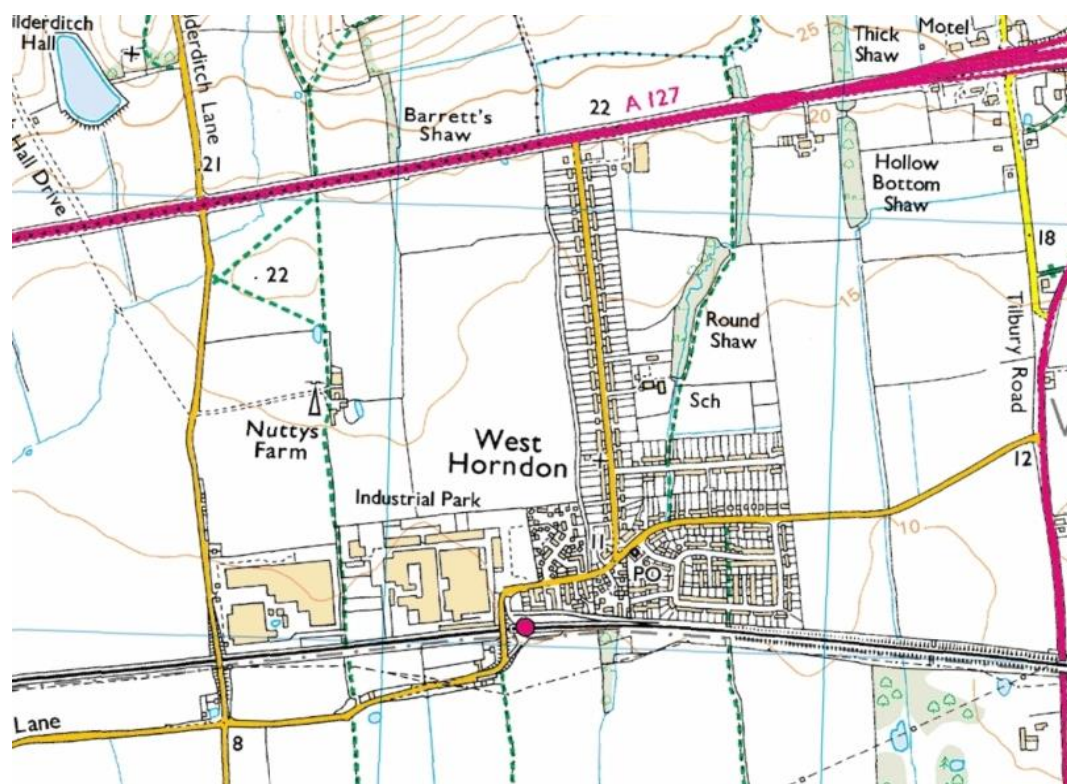 ilderditch
Hall
lderditch Lane
Hall Drive
21
Barrett's
Shaw
22
A 127
25
Thick
Shaw
Motel
20
Hollow
Bottom
Shaw
18
22
15
Round
Shaw
Tilbury Road
Sch
Nuttys
Farm
West
Horndon
Industrial Park
12
10
11
PO
Lane
8